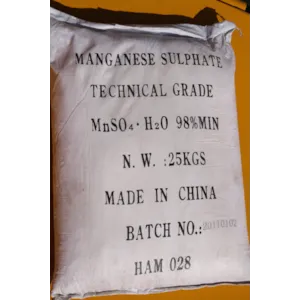 MANGANESE SULPHATE
TECHNICAL GRADE
MnSO₄·H₂O 98%MIN
N. W. :25KGS
MADE IN CHINA
BATCH NO.:
HAM 028